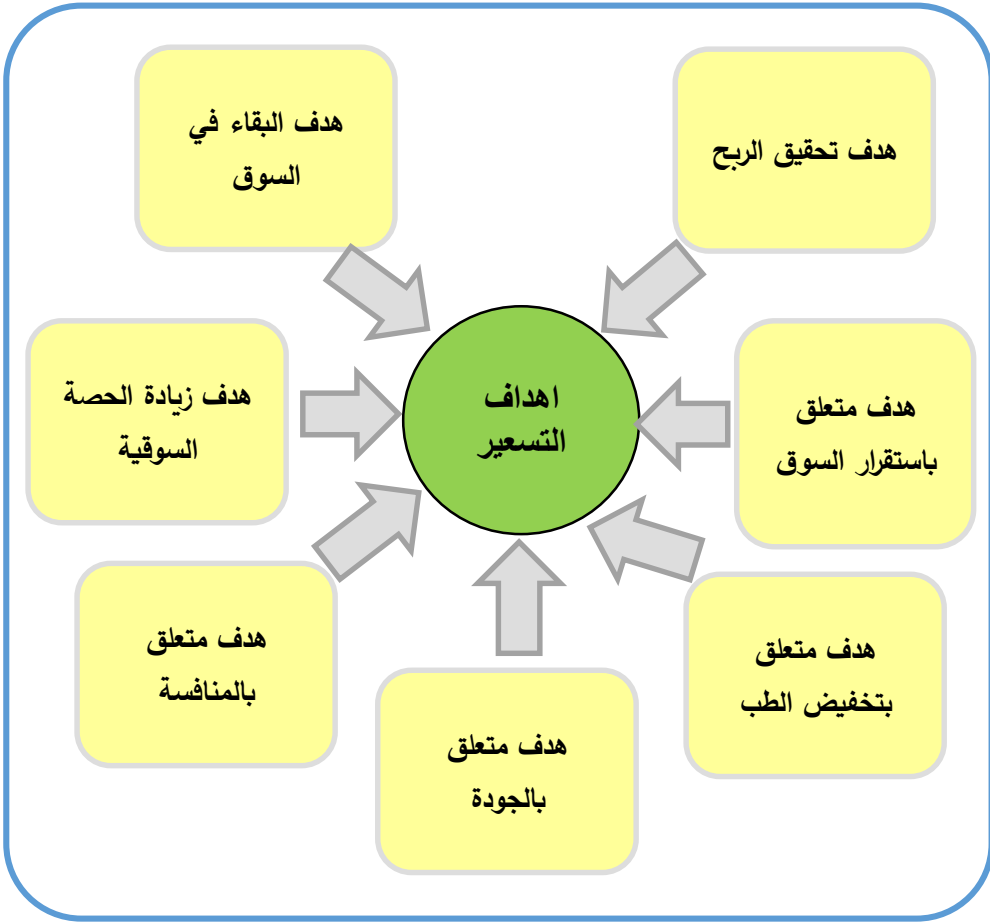 هدف تحقيق الربح
هدف البقاء في
السوق
اهداف
التسعير
هدف متعلق
باستقرار السوق
هدف زيادة الحصة
السوقية
هدف متعلق
بتخفيض الطب
هدف متعلق
بالمنافسة
هدف متعلق
بالجودة